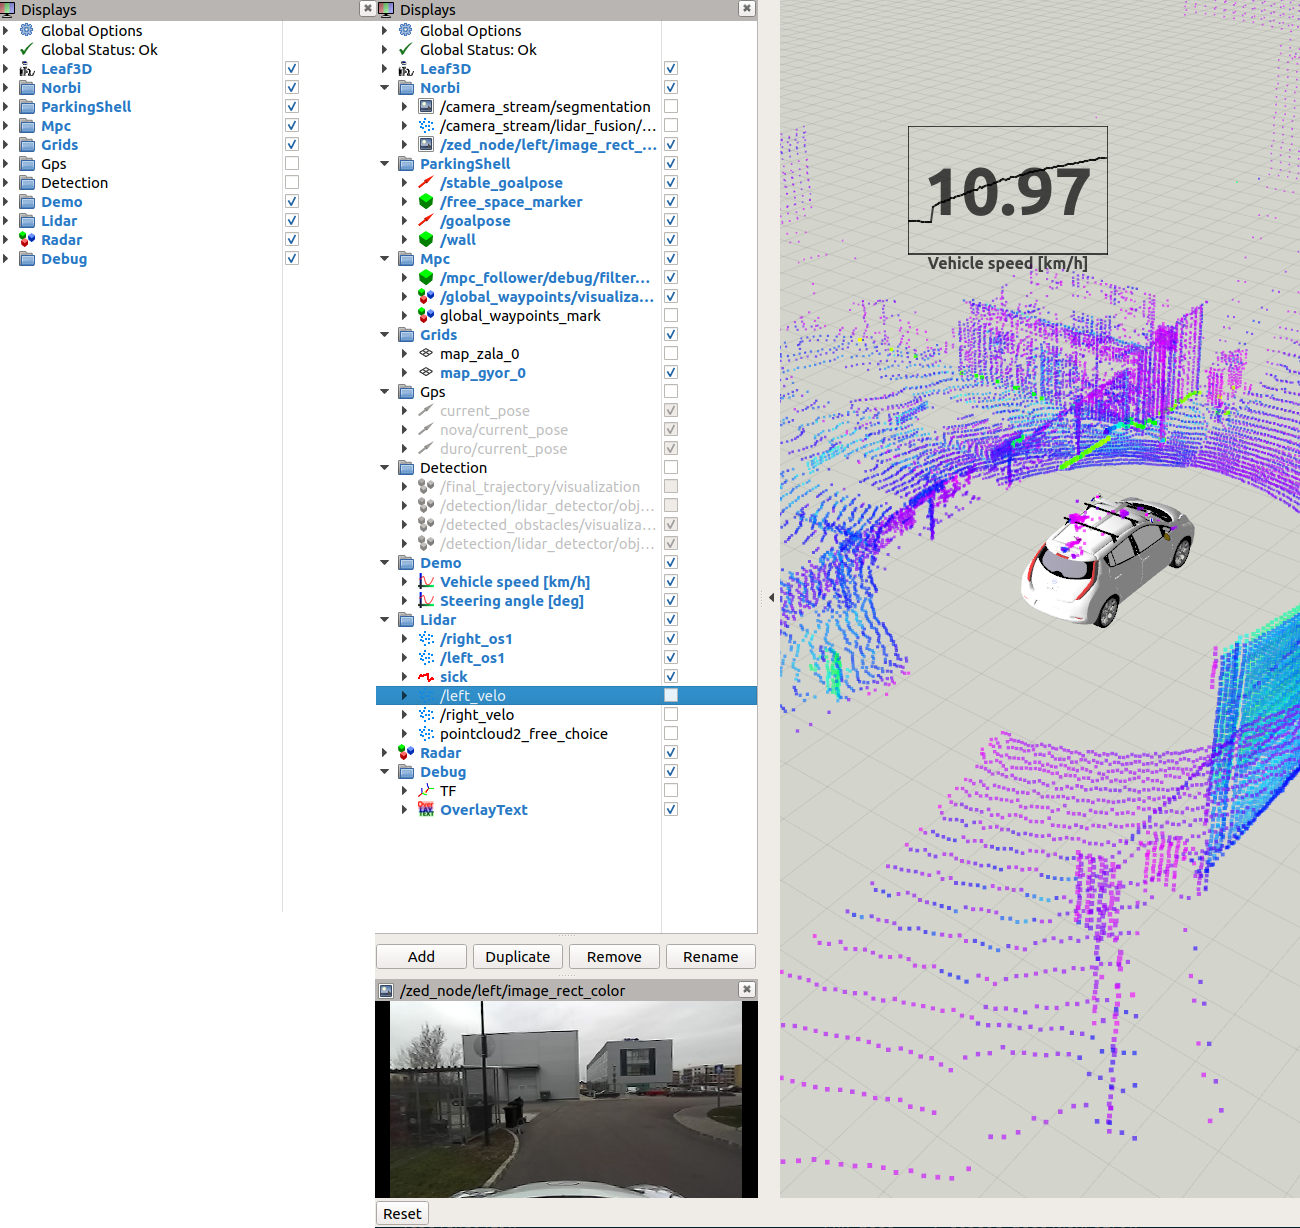 Displays
Global Options
Global Status: Ok
Leaf3D
Norbi
ParkingShell
Mpc
Grids
Gps
Detection
Demo
Lidar
Radar
Debug
Displays
Global Options
Global Status: Ok
Leaf3D
Norbi
/camera_stream/segmentation
/camera_stream/lidar_fusion/...
/zed_node/left/image_rect_...
ParkingShell
/stable_goalpose
/free_space_marker
/goalpose
/wall
Mpc
/mpc_follower/debug/filter...
/global_waypoints/visualiza...
global_waypoints_mark
Grids
map_zala_0
map_gyor_0
Gps
current_pose
nova/current_pose
duro/current_pose
Detection
/final_trajectory/visualization
/detection/lidar_detector/obj...
/detected_obstacles/visualiza...
/detection/lidar_detector/obj...
Demo
Vehicle speed [km/h]
Steering angle [deg]
Lidar
/right_os1
/left_os1
sick
/left_velo
/right_velo
pointcloud2_free_choice
Radar
Debug
TF
OverlayText
Add Duplicate Remove Rename
/zed_node/left/image_rect_color
Reset
10.97
Vehicle speed [km/h]